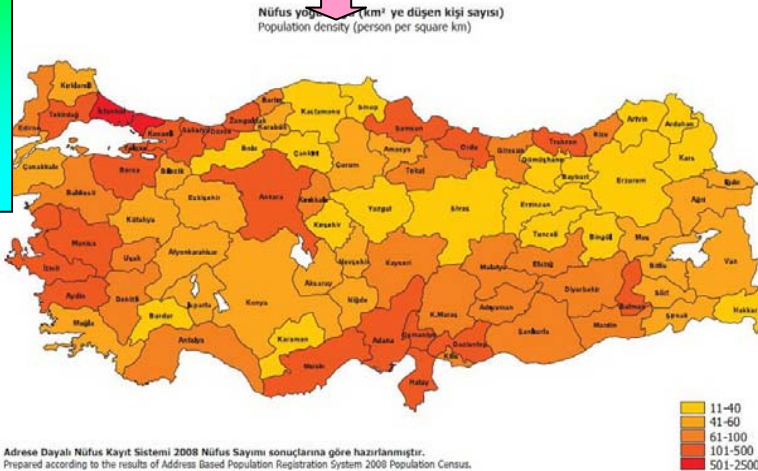 Nüfus (km² ye düşen kişi sayısı)
Population density (person per square km)
Kırklareli
Edirne
Tekirdağ
İstanbul
Kocaeli
Sakarya
Düzce
Zonguldak
Bartın
Karabük
Kastamonu
Sinop
Samsun
Ordu
Giresun
Trabzon
Rize
Artvin
Ardahan
Kars
Gümüşhane
Bayburt
Erzurum
Iğdır
Ağrı
Çanakkale
Balıkesir
Bursa
Bilecik
Bolu
Çankırı
Çorum
Amasya
Tokat
Eskişehir
Ankara
Kırıkkale
Kırşehir
Yozgat
Sivas
Erzincan
Tunceli
Bingöl
Muş
Van
Bitlis
Kütahya
Manisa
İzmir
Uşak
Afyonkarahisar
Aksaray
Nevşehir
Kayseri
Malatya
Elazığ
Diyarbakır
Batman
Siirt
Şırnak
Hakkari
Aydın
Denizli
Isparta
Burdur
Konya
Niğde
K.Maraş
Adıyaman
Şanlıurfa
Mardin
Muğla
Antalya
Karaman
Mersin
Adana
Osmaniye
Gaziantep
Kilis
Hatay
11-40
41-60
61-100
101-500
501-2500
Adrese Dayalı Nüfus Kayıt Sistemi 2008 Nüfus Sayımı sonuçlarına göre hazırlanmıştır.
Prepared according to the results of Address Based Population Registration System 2008 Population Census.